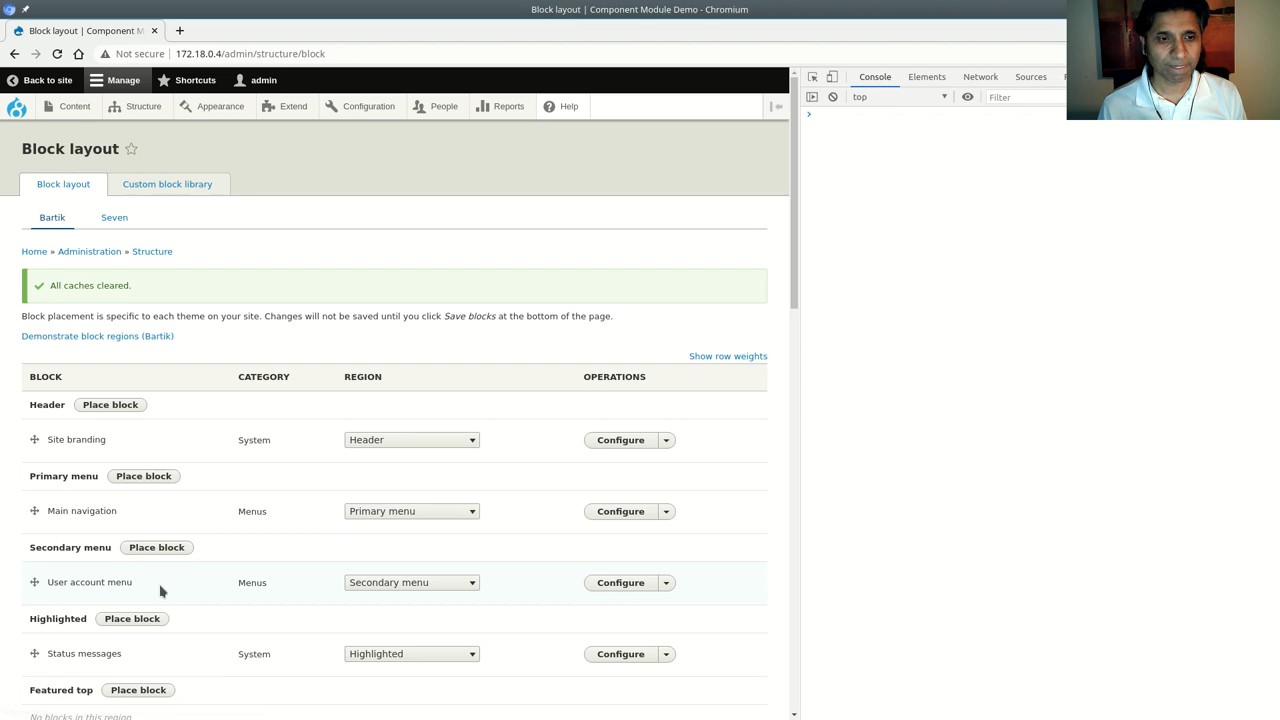 Block layout | Component Module Demo - Chromium
Block layout | Component M
Not secure 172.18.0.4/admin/structure/block
Back to site Manage Shortcuts admin
Content Structure Appearance Extend Configuration People Reports Help
Console Elements Network Sources
top Filter
Block layout
Block layout Custom block library
Bartik Seven
Home » Administration » Structure
All caches cleared.
Block placement is specific to each theme on your site. Changes will not be saved until you click Save blocks at the bottom of the page.
Demonstrate block regions (Bartik)
Show row weights
BLOCK CATEGORY REGION OPERATIONS
Header Place block
Site branding System Header Configure
Primary menu Place block
Main navigation Menus Primary menu Configure
Secondary menu Place block
User account menu Menus Secondary menu Configure
Highlighted Place block
Status messages System Highlighted Configure
Featured top Place block
No blocks in this region